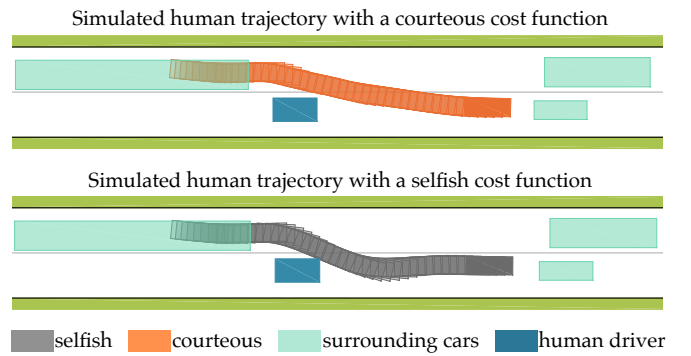 Simulated human trajectory with a courteous cost function
Simulated human trajectory with a selfish cost function
selfish courteous surrounding cars human driver